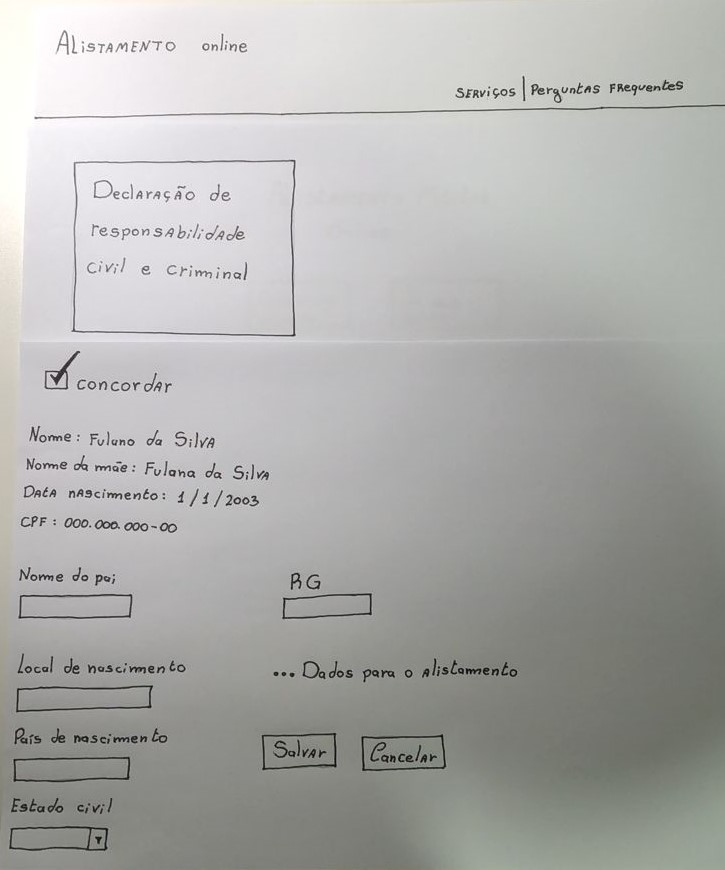 Alistamento online
Serviços | Perguntas Frequentes
Declaração de
responsabilidade
civil e criminal
concordar
Nome: Fulano da Silva
Nome da mãe: Fulana da Silva
Data nascimento: 1/1/2003
CPF: 000.000.000-00
Nome do pai
RG
Local de nascimento
... Dados para o alistamento
País de nascimento
Salvar
Cancelar
Estado civil